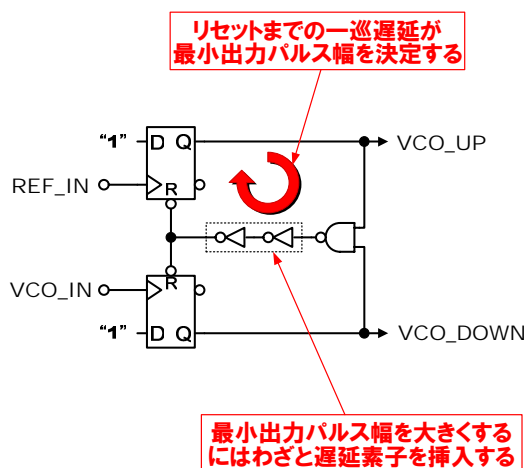 リセットまでの一巡遅延が
最小出力パルス幅を決定する
"1"
D Q
VCO_UP
REF_IN
R
VCO_IN
R
"1"
D Q
VCO_DOWN
最小出力パルス幅を大きくする
にはわざと遅延素子を挿入する